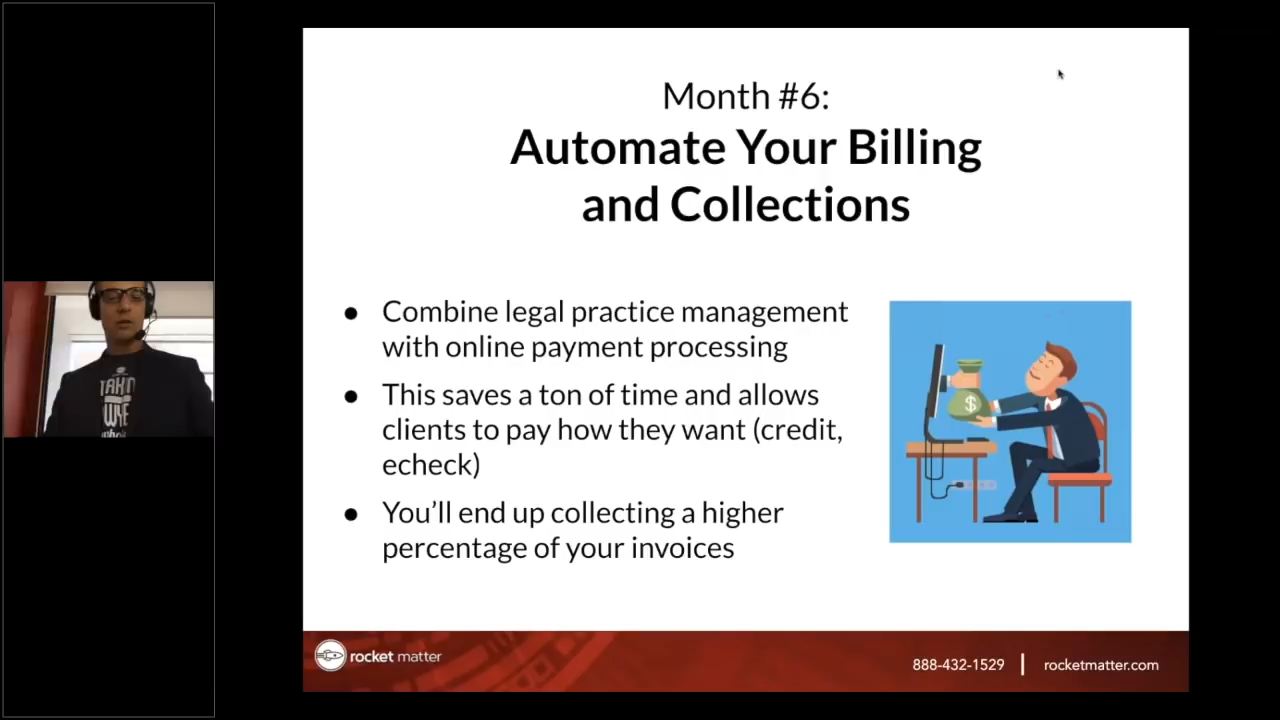 Month #6:
Automate Your Billing
and Collections
● Combine legal practice management
with online payment processing
● This saves a ton of time and allows
clients to pay how they want (credit,
echeck)
● You’ll end up collecting a higher
percentage of your invoices
$
rocket matter
888-432-1529 | rocketmatter.com